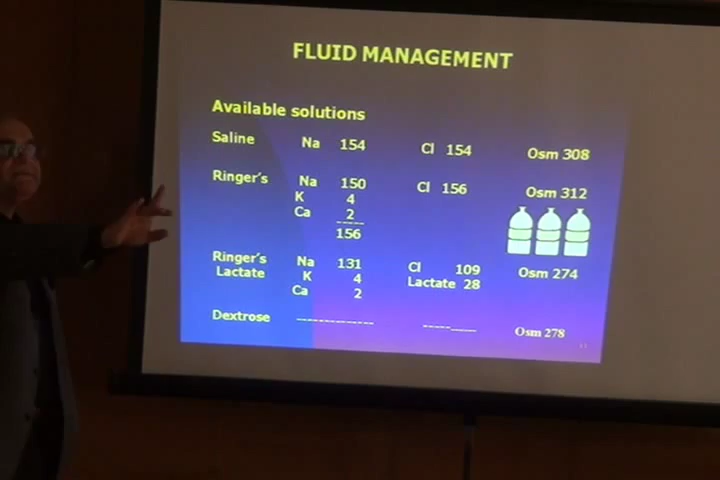 FLUID MANAGEMENT
Available solutions
Saline Na 154 Cl 154 Osm 308
Ringer's Na 150 Cl 156 Osm 312
K 4
Ca 2
156
Ringer's Na 131 Cl 109 Osm 274
Lactate K 4 Lactate 28
Ca 2
Dextrose Osm 278